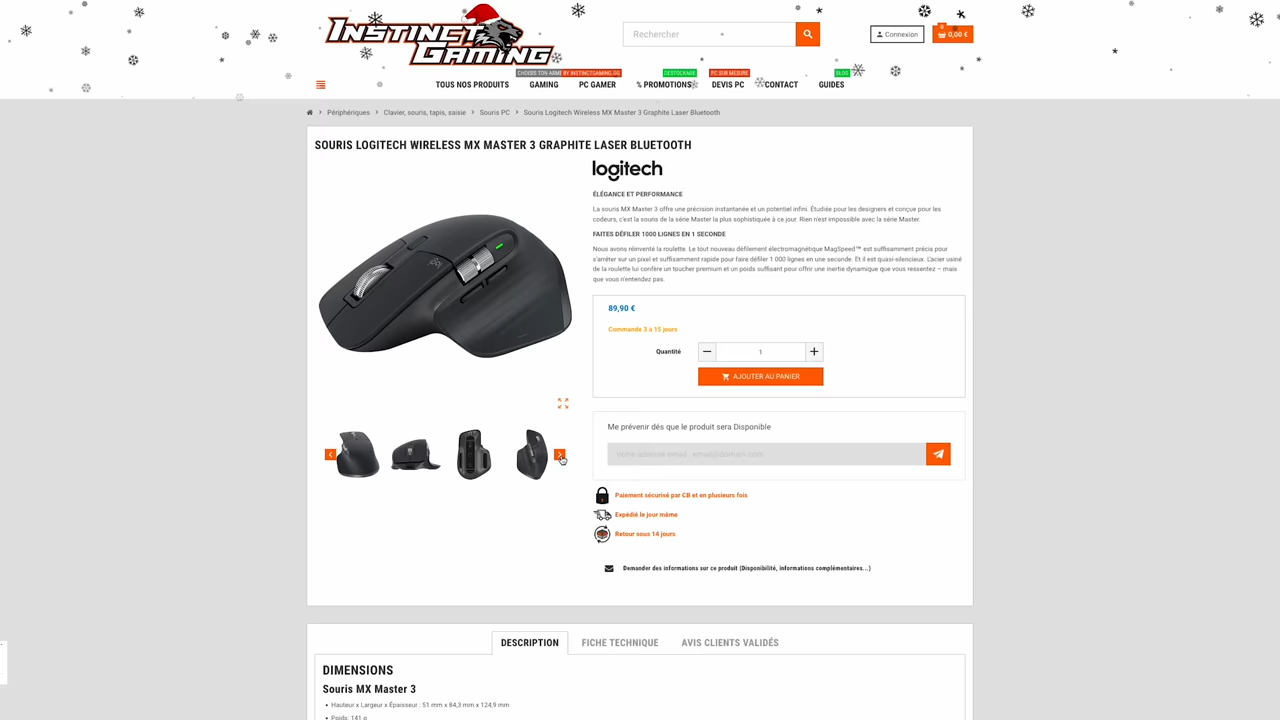 INSTINCT
GAMING
Rechercher
Connexion
0
0,00 €
CHOISIS TON ARME
BY INSTINCTGAMING.GG
DESTOCKAGE
PC SUR MESURE
BLOG
TOUS NOS PRODUITS
GAMING
PC GAMER
% PROMOTIONS
DEVIS PC
CONTACT
GUIDES
Périphériques
Clavier, souris, tapis, saisie
Souris PC
Souris Logitech Wireless MX Master 3 Graphite Laser Bluetooth
SOURIS LOGITECH WIRELESS MX MASTER 3 GRAPHITE LASER BLUETOOTH
logitech
ÉLÉGANCE ET PERFORMANCE
La souris MX Master 3 offre une précision instantanée et un potentiel infini. Étudiée pour les designers et conçue pour les
codeurs, c'est la souris de la série Master la plus sophistiquée à ce jour. Rien n'est impossible avec la série Master.
FAITES DÉFILER 1000 LIGNES EN 1 SECONDE
Nous avons réinventé la roulette. Le tout nouveau défilement électromagnétique MagSpeed™ est suffisamment précis pour
s'arrêter sur un pixel et suffisamment rapide pour faire défiler 1 000 lignes en une seconde. Et il est quasi-silencieux. L'acier usiné
de la roulette lui confère un toucher premium et un poids suffisant pour offrir une inertie dynamique que vous ressentez – mais
que vous n'entendez pas.
89,90 €
Commande 3 à 15 jours
Quantité
1
AJOUTER AU PANIER
Me prévenir dés que le produit sera Disponible
votre adresse email : email@domain.com
Paiement sécurisé par CB et en plusieurs fois
Expédié le jour même
Retour sous 14 jours
Demander des informations sur ce produit (Disponibilité, informations complémentaires...)
DESCRIPTION
FICHE TECHNIQUE
AVIS CLIENTS VALIDÉS
DIMENSIONS
Souris MX Master 3
• Hauteur x Largeur x Épaisseur : 51 mm x 84,3 mm x 124,9 mm
• Poids: 141 g